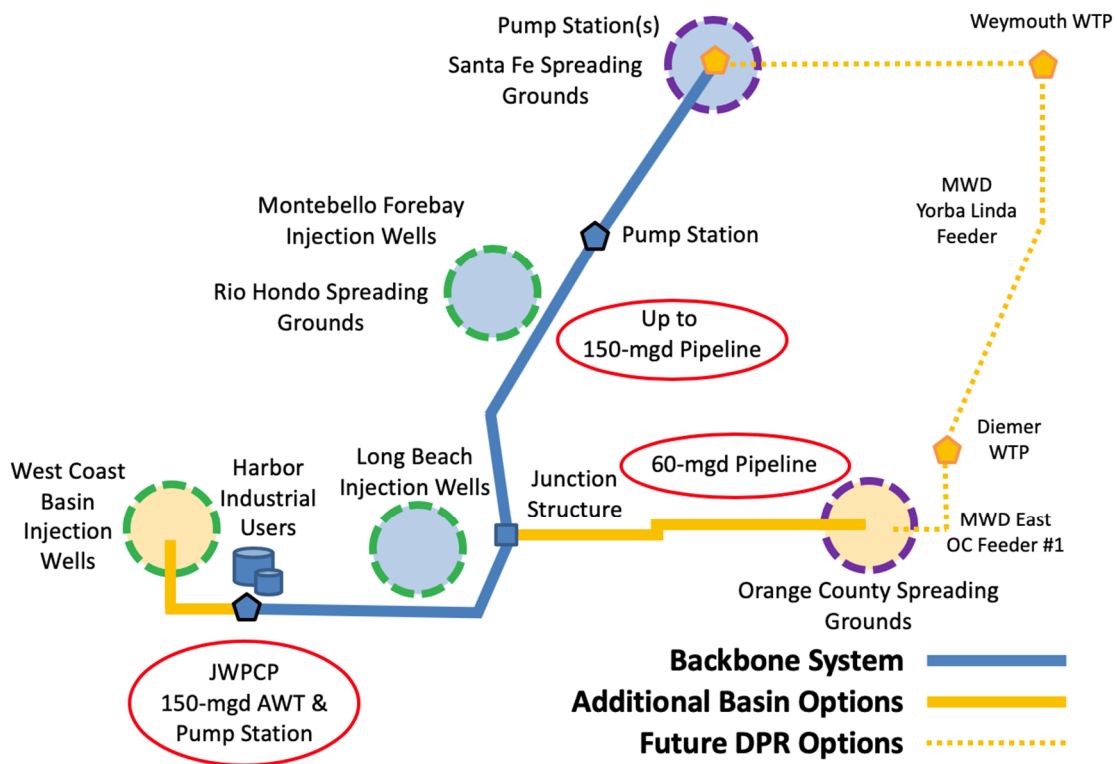 Pump Station(s)
Santa Fe Spreading
Grounds
Weymouth WTP
Montebello Forebay
Injection Wells
MWD
Yorba Linda
Feeder
Pump Station
Rio Hondo Spreading
Grounds
Up to
150-mgd Pipeline
Diemer
WTP
60-mgd Pipeline
West Coast
Basin
Injection
Wells
Harbor
Industrial
Users
Long Beach
Injection Wells
Junction
Structure
MWD East
OC Feeder #1
Orange County Spreading
Grounds
JWPCP
150-mgd AWT &
Pump Station
Backbone System
Additional Basin Options
Future DPR Options